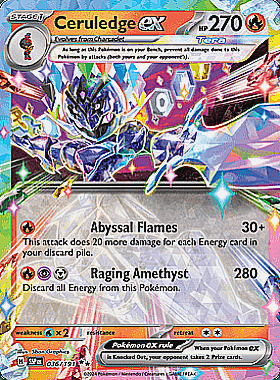 STAGE 1
Ceruledge ex
HP 270
Evolves from Charcadet
Tera
As long as this Pokémon is on your Bench, prevent all damage done to this
Pokémon by attacks (both yours and your opponent's).
Abyssal Flames 30+
This attack does 20 more damage for each Energy card in
your discard pile.
Raging Amethyst 280
Discard all Energy from this Pokémon.
weakness ×2 resistance retreat
H SSP EN 036/191
Pokémon ex rule
When your Pokémon ex
is Knocked Out, your opponent takes 2 Prize cards.
©2024 Pokémon / Nintendo / Creatures / GAME FREAK